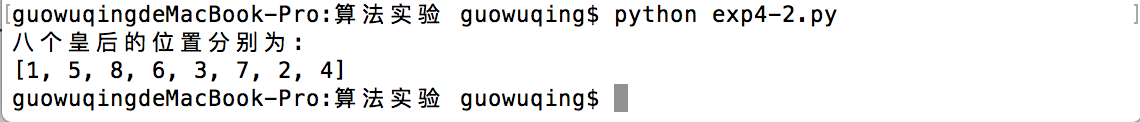 [guowuqingdeMacBook-Pro:算法实验 guowuqing$ python exp4-2.py ]
八个皇后的位置分别为:
[1, 5, 8, 6, 3, 7, 2, 4]
guowuqingdeMacBook-Pro:算法实验 guowuqing$